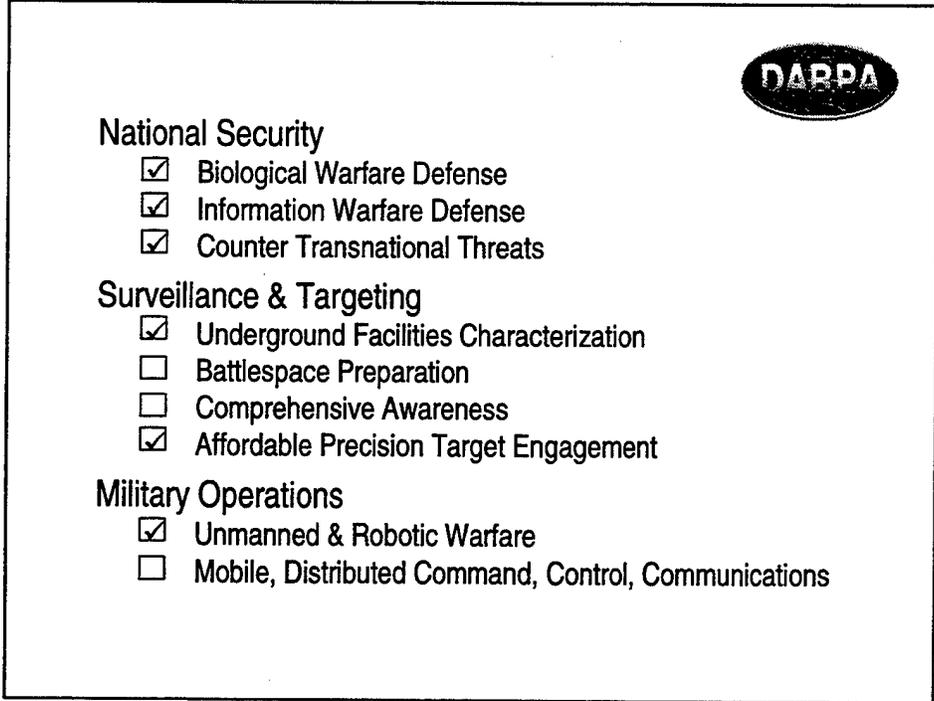 DARPA
National Security
☑ Biological Warfare Defense
☑ Information Warfare Defense
☑ Counter Transnational Threats
Surveillance & Targeting
☑ Underground Facilities Characterization
☐ Battlespace Preparation
☐ Comprehensive Awareness
☑ Affordable Precision Target Engagement
Military Operations
☑ Unmanned & Robotic Warfare
☐ Mobile, Distributed Command, Control, Communications